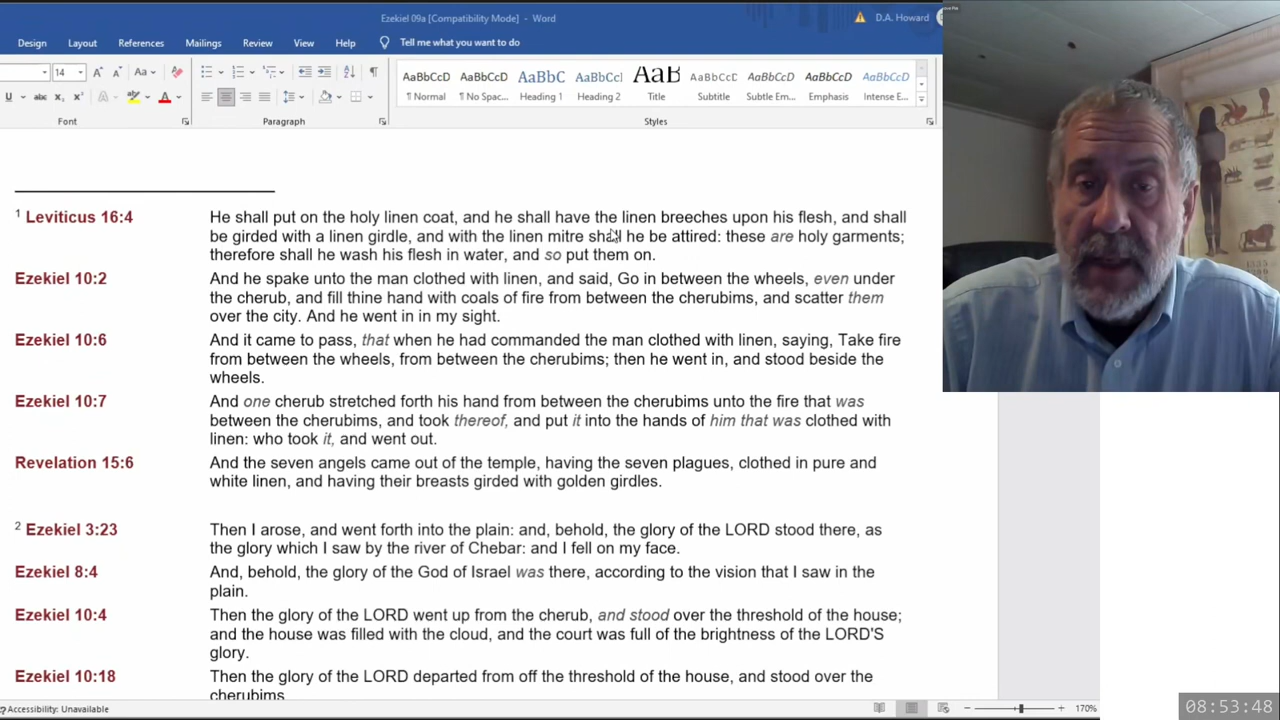 Ezekiel 09a [Compatibility Mode] - Word
D.A. Howard
Design Layout References Mailings Review View Help Tell me what you want to do
14
Aa
AaBbCcD AaBbCcD AaBbC AaBbCcI AaB AaBbCcD AaBbCcD AaBbCcD AaBbCcD
¶ Normal ¶ No Spac... Heading 1 Heading 2 Title Subtitle Subtle Em... Emphasis Intense E...
Font Paragraph Styles
1 Leviticus 16:4 He shall put on the holy linen coat, and he shall have the linen breeches upon his flesh, and shall
be girded with a linen girdle, and with the linen mitre shall he be attired: these are holy garments;
therefore shall he wash his flesh in water, and so put them on.
Ezekiel 10:2 And he spake unto the man clothed with linen, and said, Go in between the wheels, even under
the cherub, and fill thine hand with coals of fire from between the cherubims, and scatter them
over the city. And he went in in my sight.
Ezekiel 10:6 And it came to pass, that when he had commanded the man clothed with linen, saying, Take fire
from between the wheels, from between the cherubims; then he went in, and stood beside the
wheels.
Ezekiel 10:7 And one cherub stretched forth his hand from between the cherubims unto the fire that was
between the cherubims, and took thereof, and put it into the hands of him that was clothed with
linen: who took it, and went out.
Revelation 15:6 And the seven angels came out of the temple, having the seven plagues, clothed in pure and
white linen, and having their breasts girded with golden girdles.
2 Ezekiel 3:23 Then I arose, and went forth into the plain: and, behold, the glory of the LORD stood there, as
the glory which I saw by the river of Chebar: and I fell on my face.
Ezekiel 8:4 And, behold, the glory of the God of Israel was there, according to the vision that I saw in the
plain.
Ezekiel 10:4 Then the glory of the LORD went up from the cherub, and stood over the threshold of the house;
and the house was filled with the cloud, and the court was full of the brightness of the LORD'S
glory.
Ezekiel 10:18 Then the glory of the LORD departed from off the threshold of the house, and stood over the
cherubims.
Accessibility: Unavailable
170%
08:53:48